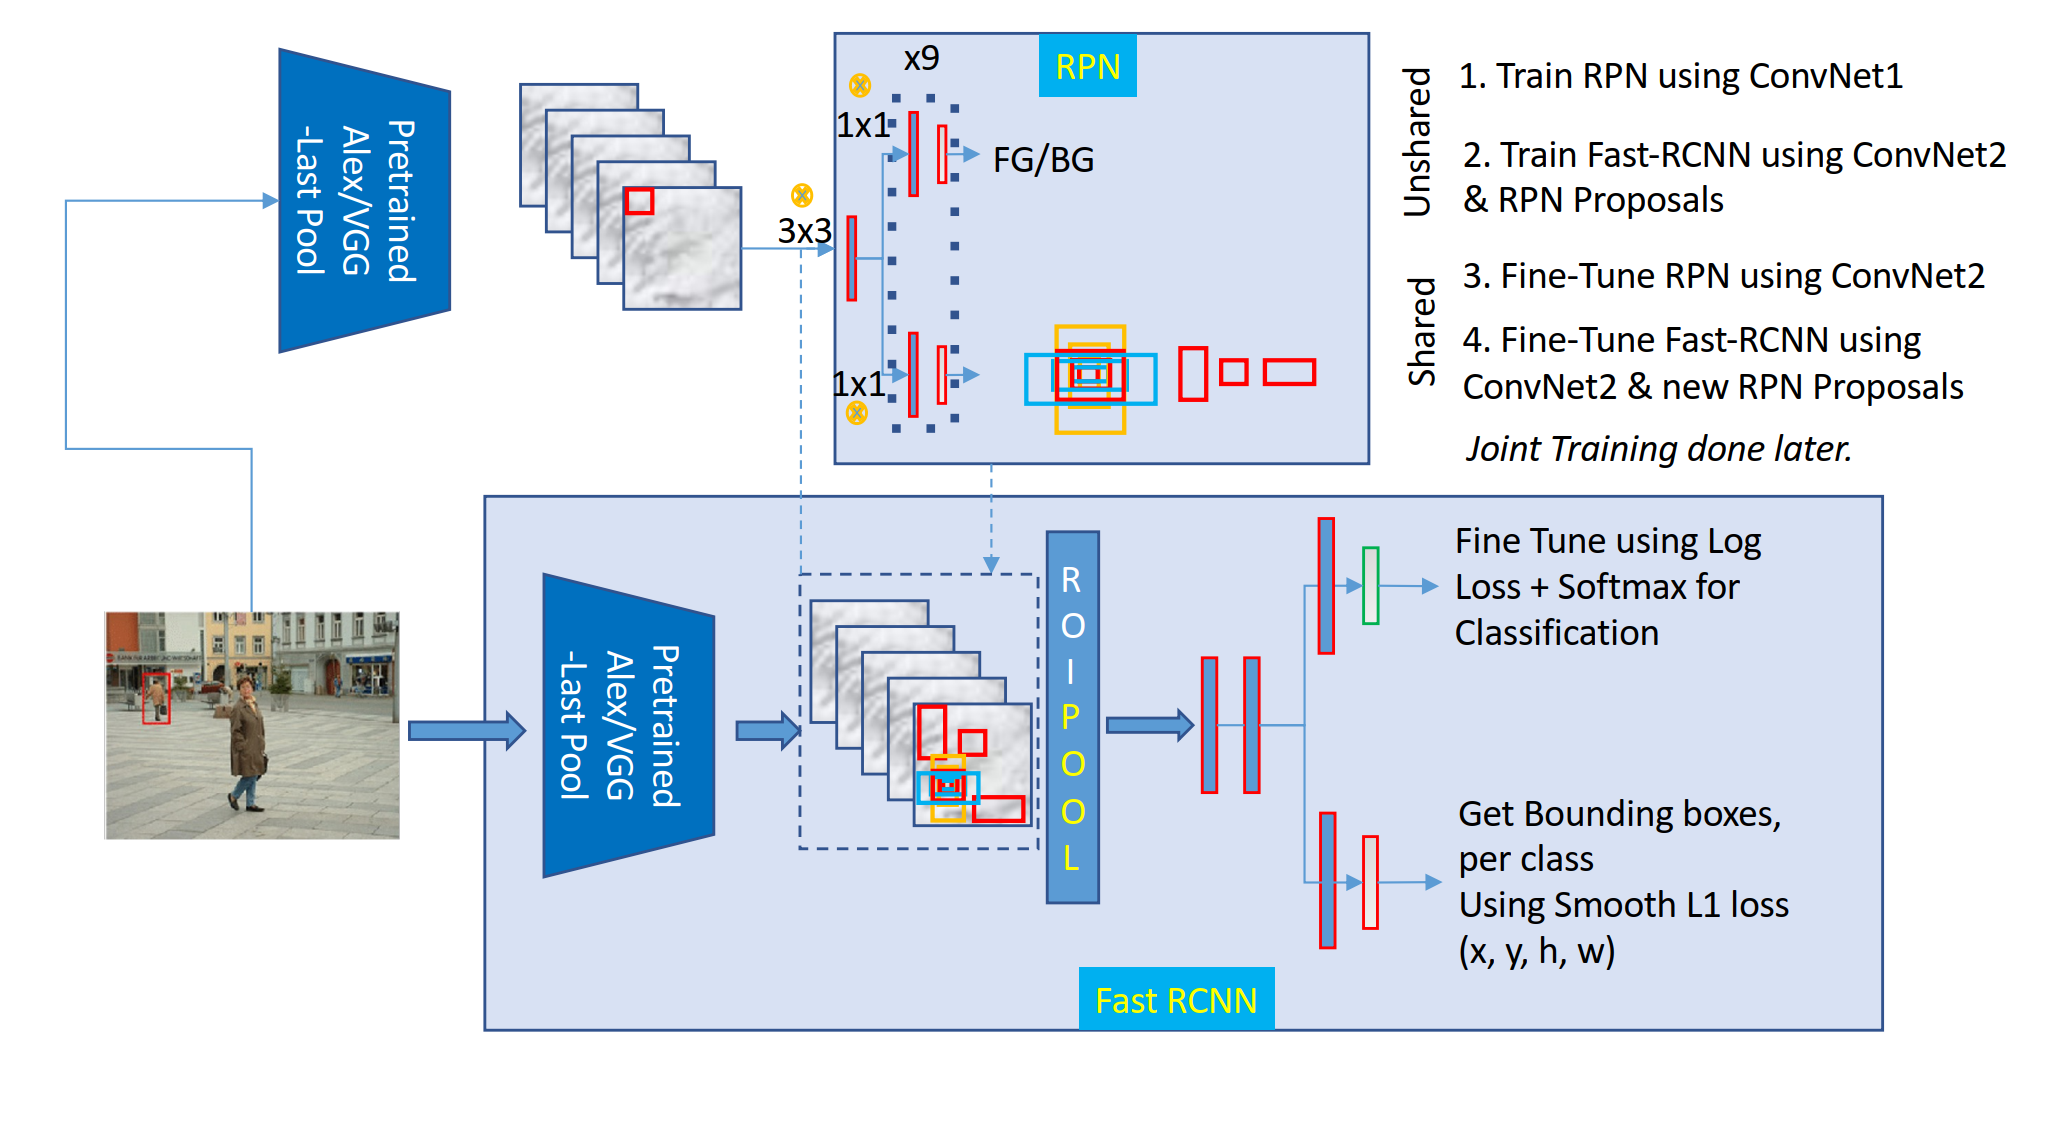 Pretrained
Alex/VGG
-Last Pool
3x3
x9
RPN
1x1
FG/BG
1x1
Unshared
1. Train RPN using ConvNet1
2. Train Fast-RCNN using ConvNet2
& RPN Proposals
Shared
3. Fine-Tune RPN using ConvNet2
4. Fine-Tune Fast-RCNN using
ConvNet2 & new RPN Proposals
Joint Training done later.
Pretrained
Alex/VGG
-Last Pool
ROI POOL
Fine Tune using Log
Loss + Softmax for
Classification
Get Bounding boxes,
per class
Using Smooth L1 loss
(x, y, h, w)
Fast RCNN